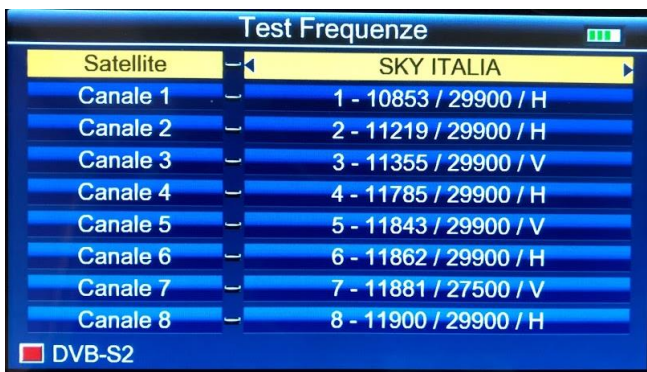 Test Frequenze
Satellite SKY ITALIA
Canale 1 1 - 10853 / 29900 / H
Canale 2 2 - 11219 / 29900 / H
Canale 3 3 - 11355 / 29900 / V
Canale 4 4 - 11785 / 29900 / H
Canale 5 5 - 11843 / 29900 / V
Canale 6 6 - 11862 / 29900 / H
Canale 7 7 - 11881 / 27500 / V
Canale 8 8 - 11900 / 29900 / H
DVB-S2